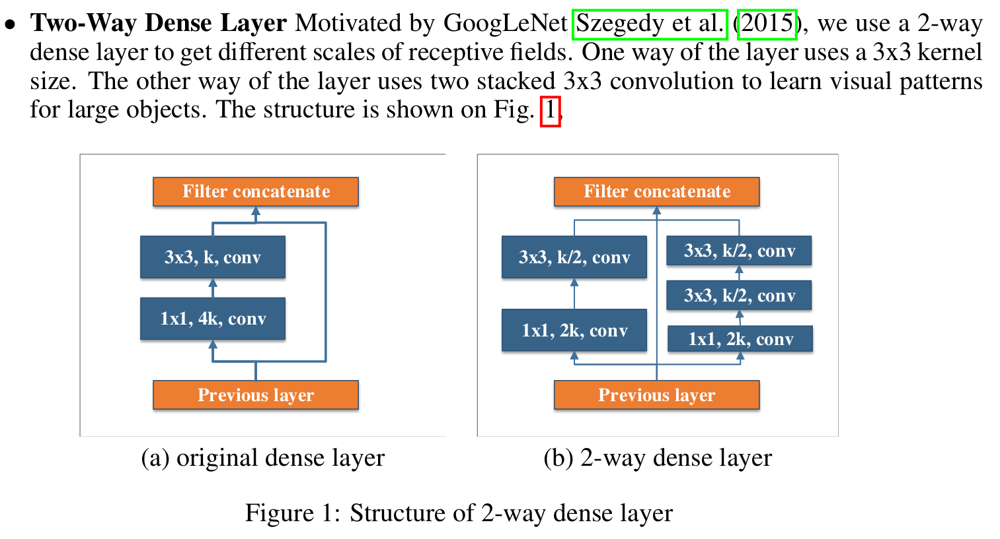 • Two-Way Dense Layer Motivated by GoogLeNet Szegedy et al. (2015), we use a 2-way
dense layer to get different scales of receptive fields. One way of the layer uses a 3x3 kernel
size. The other way of the layer uses two stacked 3x3 convolution to learn visual patterns
for large objects. The structure is shown on Fig. 1,
Filter concatenate
3x3, k, conv
1x1, 4k, conv
Previous layer
(a) original dense layer
Filter concatenate
3x3, k/2, conv
1x1, 2k, conv
3x3, k/2, conv
3x3, k/2, conv
1x1, 2k, conv
Previous layer
(b) 2-way dense layer
Figure 1: Structure of 2-way dense layer